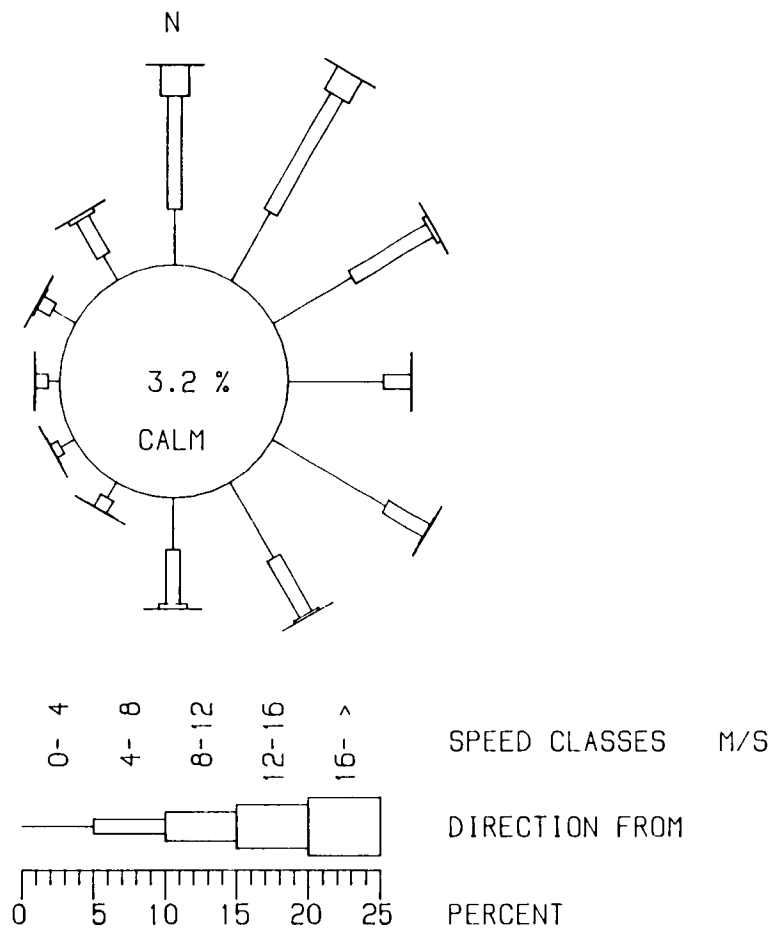 N
3.2 %
CALM
0- 4 4- 8 8-12 12-16 16- >
SPEED CLASSES M/S
DIRECTION FROM
0 5 10 15 20 25
PERCENT